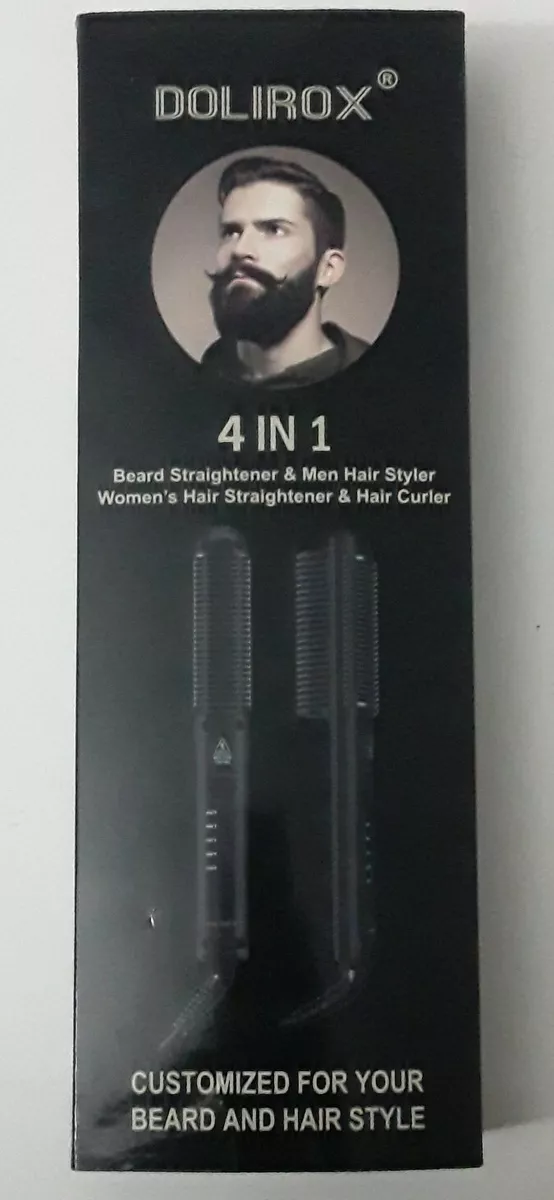 DOLIROX®
4 IN 1
Beard Straightener & Men Hair Styler
Women's Hair Straightener & Hair Curler
CUSTOMIZED FOR YOUR
BEARD AND HAIR STYLE